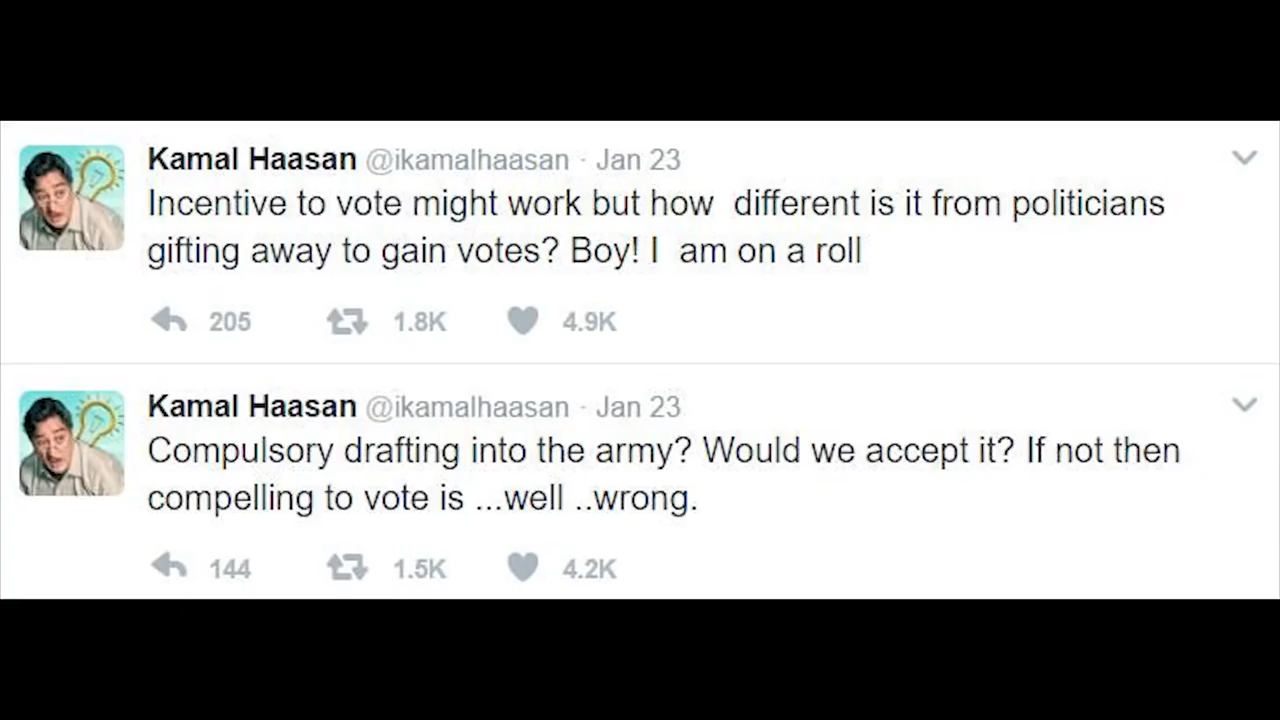 Kamal Haasan @ikamalhaasan · Jan 23
Incentive to vote might work but how  different is it from politicians
gifting away to gain votes? Boy! I  am on a roll
205 1.8K 4.9K
Kamal Haasan @ikamalhaasan · Jan 23
Compulsory drafting into the army? Would we accept it? If not then
compelling to vote is ...well ..wrong.
144 1.5K 4.2K